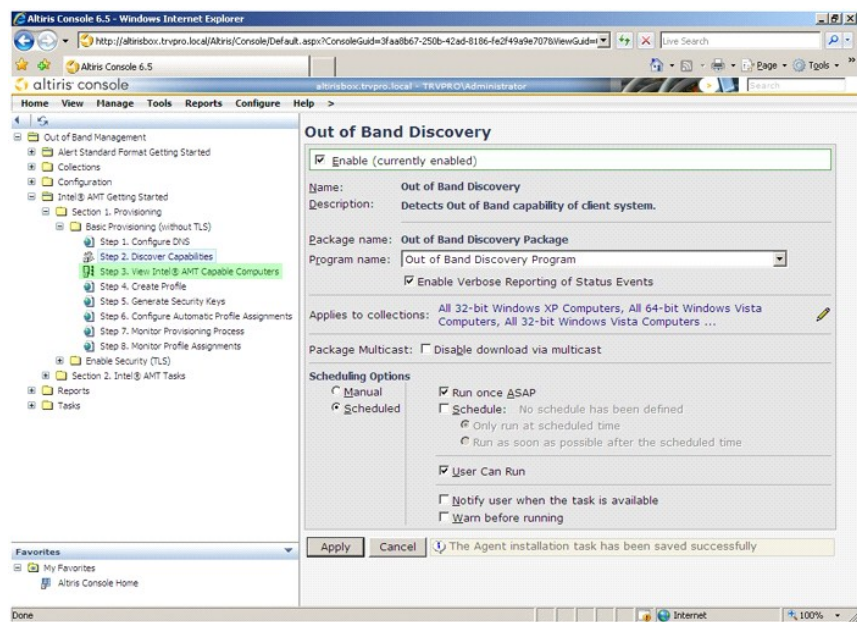 Altiris Console 6.5 - Windows Internet Explorer
http://altirisbox.trvpro.local/Altiris/Console/Default.aspx?ConsoleGuid=3faa8b67-250b-42ad-8186-fe2f49a9e707&ViewGuid=
Live Search
Altiris Console 6.5
Page
Tools
altiris console
altirisbox.trvpro.local - TRVPRO\Administrator
Search
Home View Manage Tools Reports Configure Help >
Out of Band Management
Alert Standard Format Getting Started
Collections
Configuration
Intel® AMT Getting Started
Section 1. Provisioning
Basic Provisioning (without TLS)
Step 1. Configure DNS
Step 2. Discover Capabilities
Step 3. View Intel® AMT Capable Computers
Step 4. Create Profile
Step 5. Generate Security Keys
Step 6. Configure Automatic Profile Assignments
Step 7. Monitor Provisioning Process
Step 8. Monitor Profile Assignments
Enable Security (TLS)
Section 2. Intel® AMT Tasks
Reports
Tasks
Favorites
My Favorites
Altiris Console Home
Out of Band Discovery
Enable (currently enabled)
Name: Out of Band Discovery
Description: Detects Out of Band capability of client system.
Package name: Out of Band Discovery Package
Program name: Out of Band Discovery Program
Enable Verbose Reporting of Status Events
Applies to collections: All 32-bit Windows XP Computers, All 64-bit Windows Vista
Computers, All 32-bit Windows Vista Computers ...
Package Multicast: Disable download via multicast
Scheduling Options
Manual
Scheduled
Run once ASAP
Schedule: No schedule has been defined
Only run at scheduled time
Run as soon as possible after the scheduled time
User Can Run
Notify user when the task is available
Warn before running
Apply Cancel The Agent installation task has been saved successfully
Done
Internet
100%